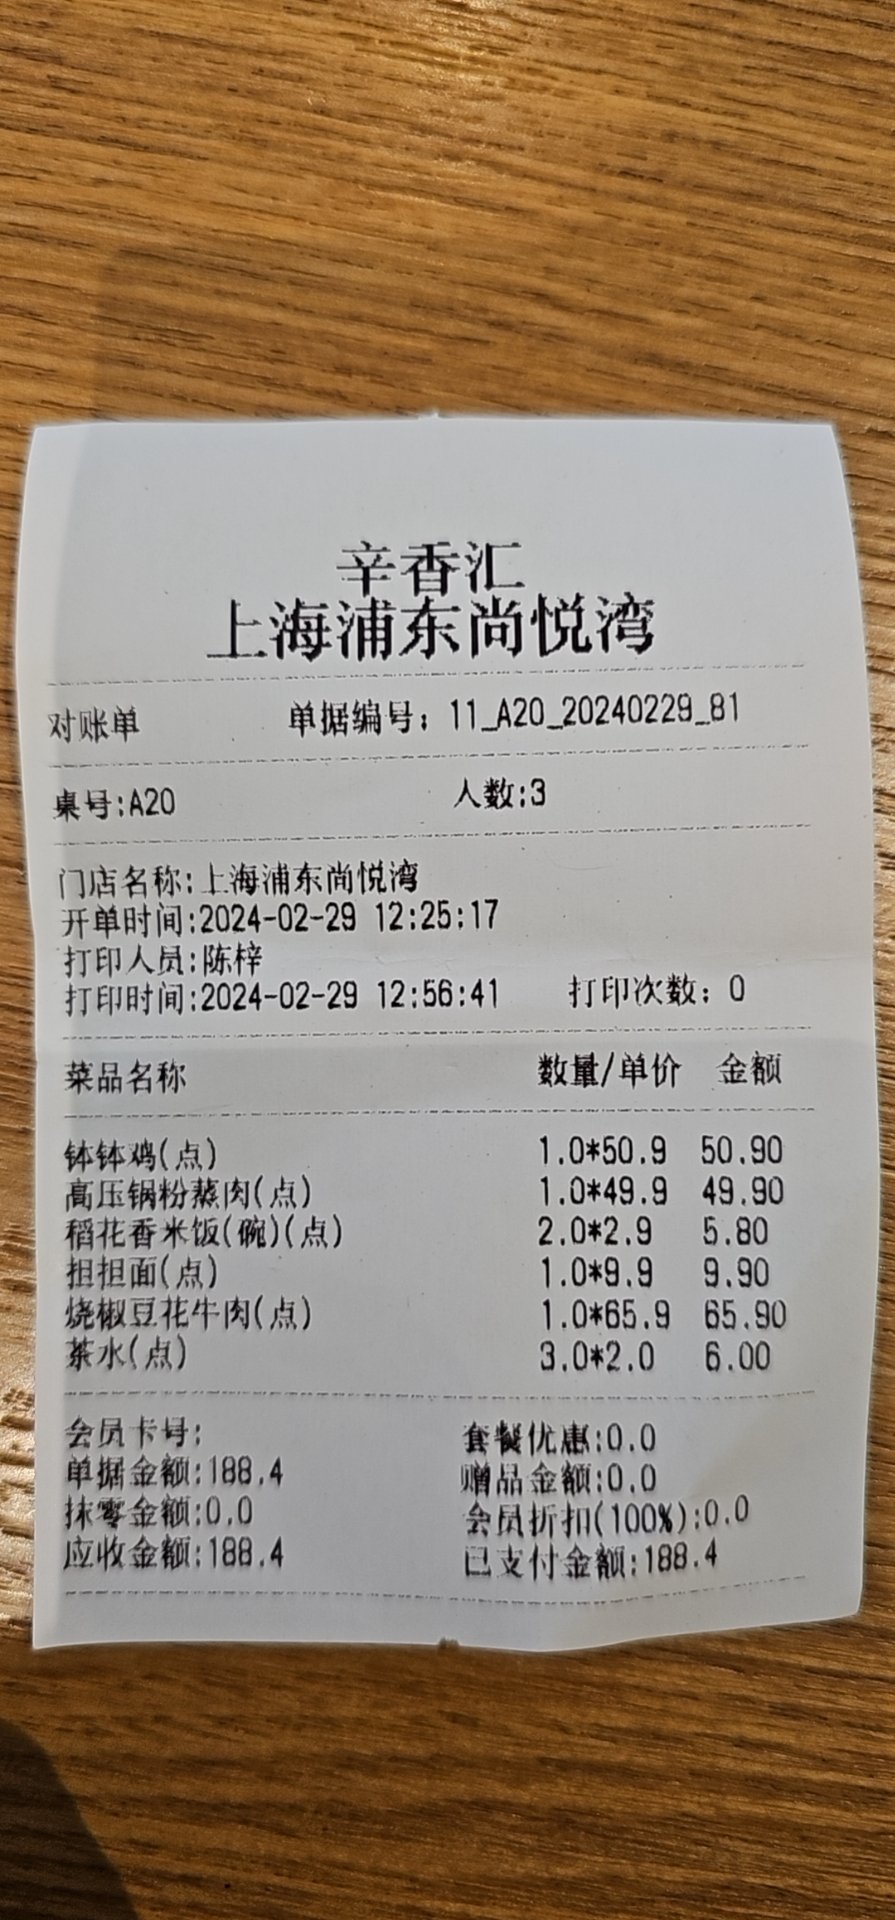 辛香汇
上海浦东尚悦湾
对账单 单据编号：11_A20_20240229_81
桌号:A20 人数:3
门店名称:上海浦东尚悦湾
开单时间:2024-02-29 12:25:17
打印人员:陈梓
打印时间:2024-02-29 12:56:41 打印次数：0
菜品名称 数量/单价 金额
钵钵鸡(点) 1.0*50.9 50.90
高压锅粉蒸肉(点) 1.0*49.9 49.90
稻花香米饭(碗)(点) 2.0*2.9 5.80
担担面(点) 1.0*9.9 9.90
烧椒豆花牛肉(点) 1.0*65.9 65.90
茶水(点) 3.0*2.0 6.00
会员卡号: 套餐优惠:0.0
单据金额:188.4 赠品金额:0.0
抹零金额:0.0 会员折扣(100%):0.0
应收金额:188.4 已支付金额:188.4